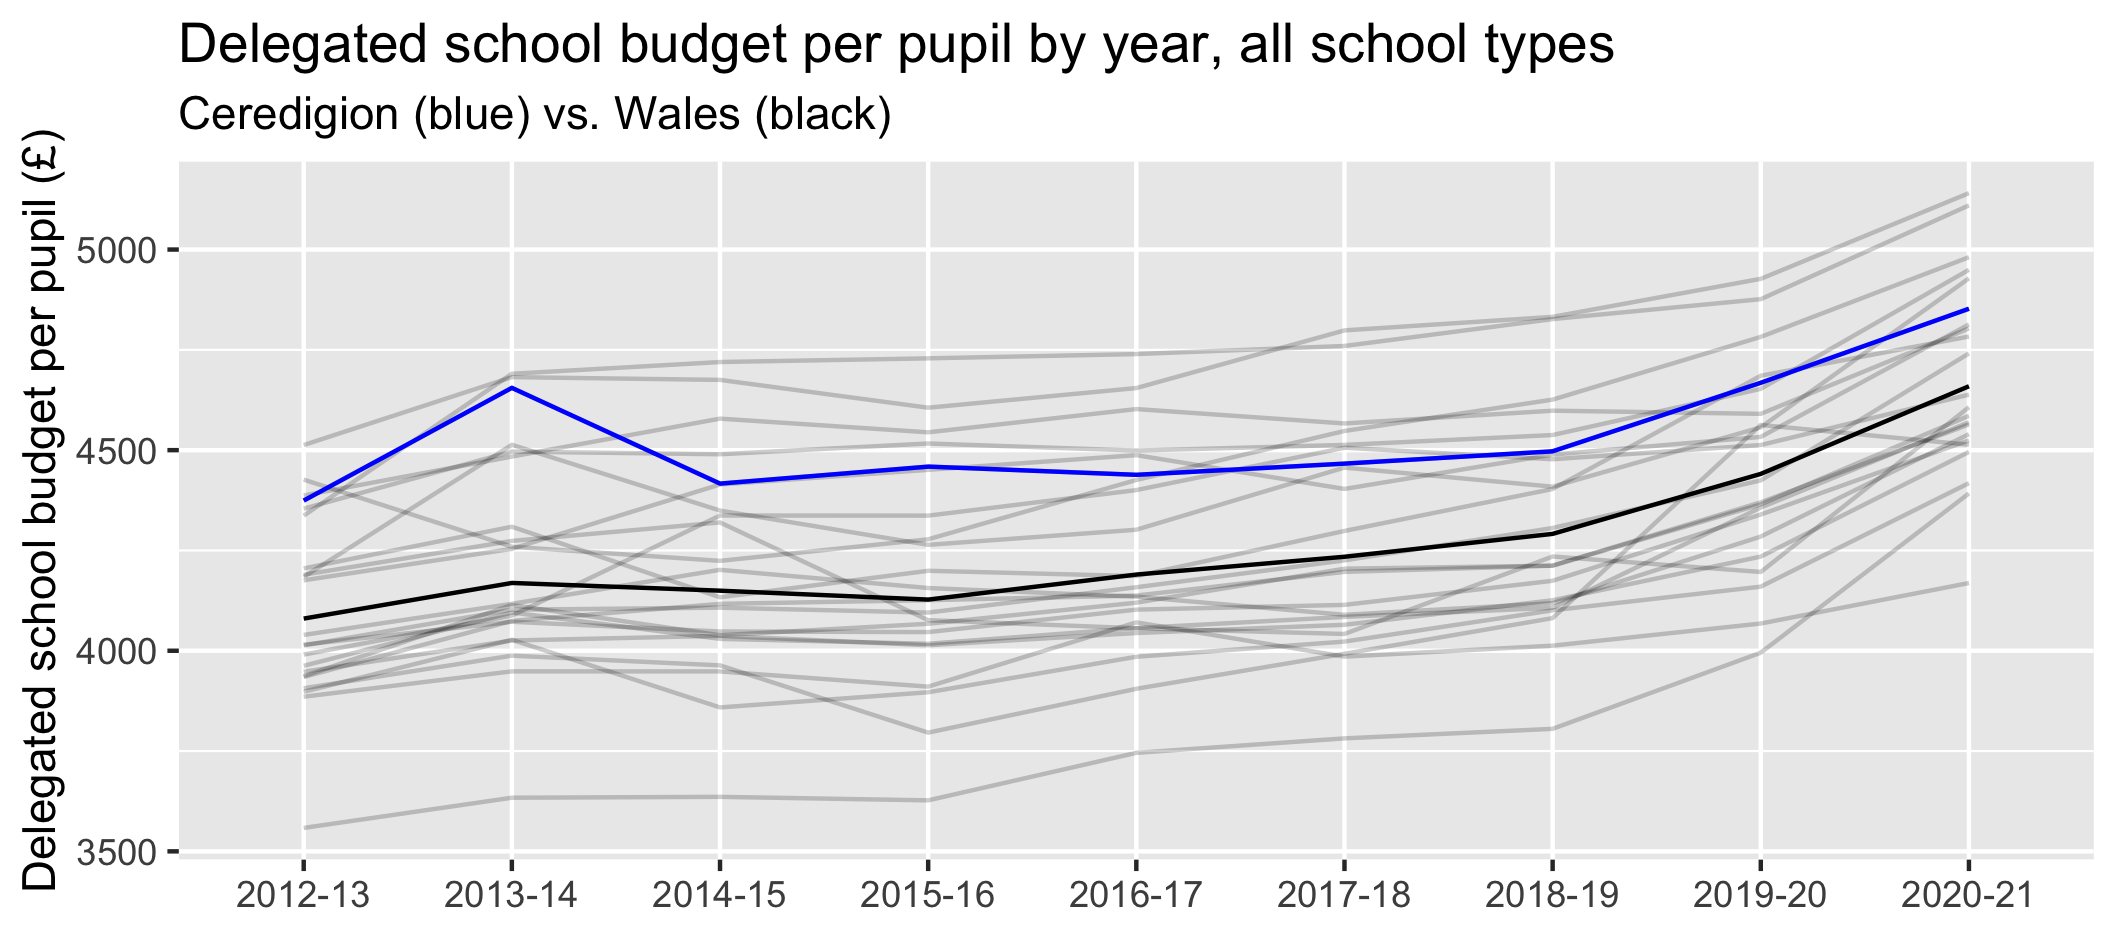 Delegated school budget per pupil by year, all school types
Ceredigion (blue) vs. Wales (black)
Delegated school budget per pupil (£)
5000
4500
4000
3500
2012-13 2013-14 2014-15 2015-16 2016-17 2017-18 2018-19 2019-20 2020-21